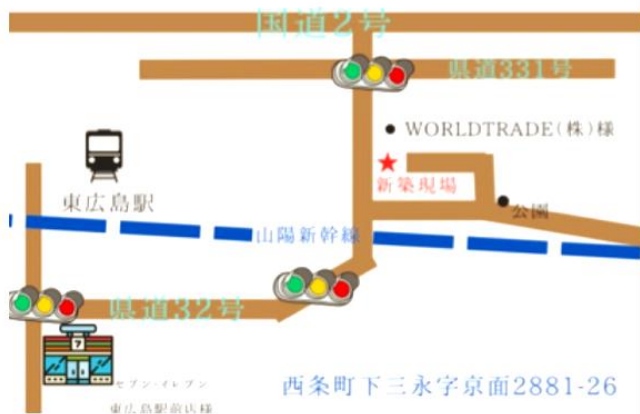 国道2号
県道331号
WORLDTRADE(株)様
新築現場
東広島駅
公園
山陽新幹線
県道32号
7
セブン-イレブン
東広島駅前店様
西条町下三永字京面2881-26